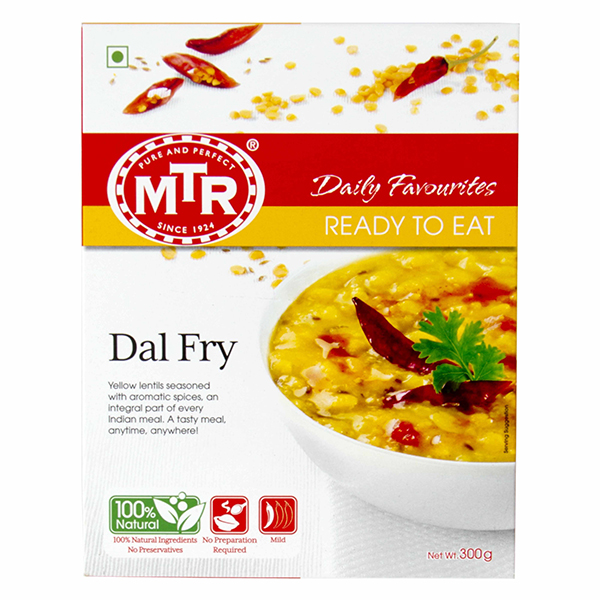 PURE AND PERFECT
MTR®
SINCE 1924
Daily Favourites
READY TO EAT
Dal Fry
Yellow lentils seasoned
with aromatic spices, an
integral part of every
Indian meal. A tasty meal,
anytime, anywhere!
Serving Suggestion
100%
Natural
100% Natural Ingredients
No Preservatives
No Preparation
Required
Mild
Net Wt. 300g